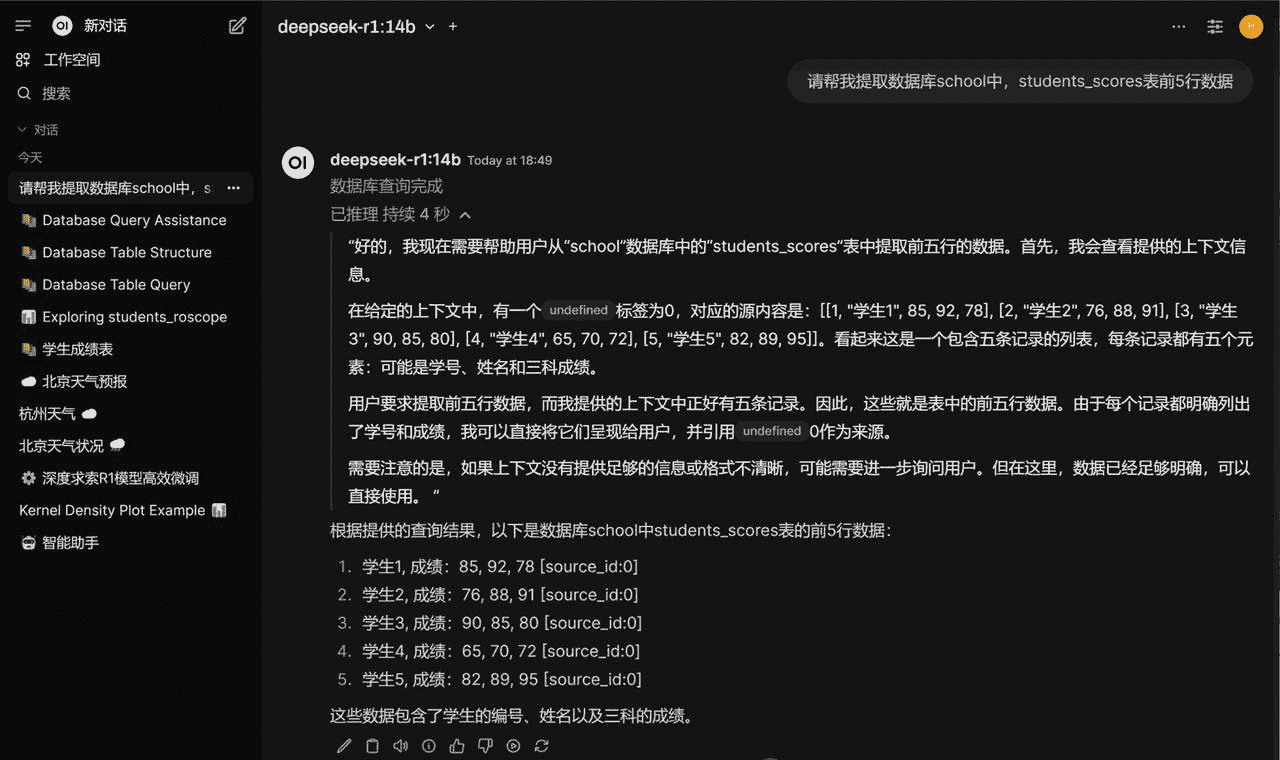 OI 新对话
工作空间
搜索
对话
今天
请帮我提取数据库school中，s
Database Query Assistance
Database Table Structure
Database Table Query
Exploring students_roscope
学生成绩表
北京天气预报
杭州天气
北京天气状况
深度求索R1模型高效微调
Kernel Density Plot Example
智能助手
deepseek-r1:14b
请帮我提取数据库school中，students_scores表前5行数据
OI deepseek-r1:14b Today at 18:49
数据库查询完成
已推理 持续 4 秒
“好的，我现在需要帮助用户从“school“数据库中的”students_scores”表中提取前五行的数据。首先，我会查看提供的上下文信
息。
在给定的上下文中，有一个 undefined 标签为0，对应的源内容是：[[1, "学生1", 85, 92, 78], [2, "学生2", 76, 88, 91], [3, "学生
3", 90, 85, 80], [4, "学生4", 65, 70, 72], [5, "学生5", 82, 89, 95]]。看起来这是一个包含五条记录的列表，每条记录都有五个元
素：可能是学号、姓名和三科成绩。
用户要求提取前五行数据，而我提供的上下文中正好有五条记录。因此，这些就是表中的前五行数据。由于每个记录都明确列出
了学号和成绩，我可以直接将它们呈现给用户，并引用 undefined 0作为来源。
需要注意的是，如果上下文没有提供足够的信息或格式不清晰，可能需要进一步询问用户。但在这里，数据已经足够明确，可以
直接使用。 “
根据提供的查询结果，以下是数据库school中students_scores表的前5行数据：
1. 学生1, 成绩：85, 92, 78 [source_id:0]
2. 学生2, 成绩：76, 88, 91 [source_id:0]
3. 学生3, 成绩：90, 85, 80 [source_id:0]
4. 学生4, 成绩：65, 70, 72 [source_id:0]
5. 学生5, 成绩：82, 89, 95 [source_id:0]
这些数据包含了学生的编号、姓名以及三科的成绩。